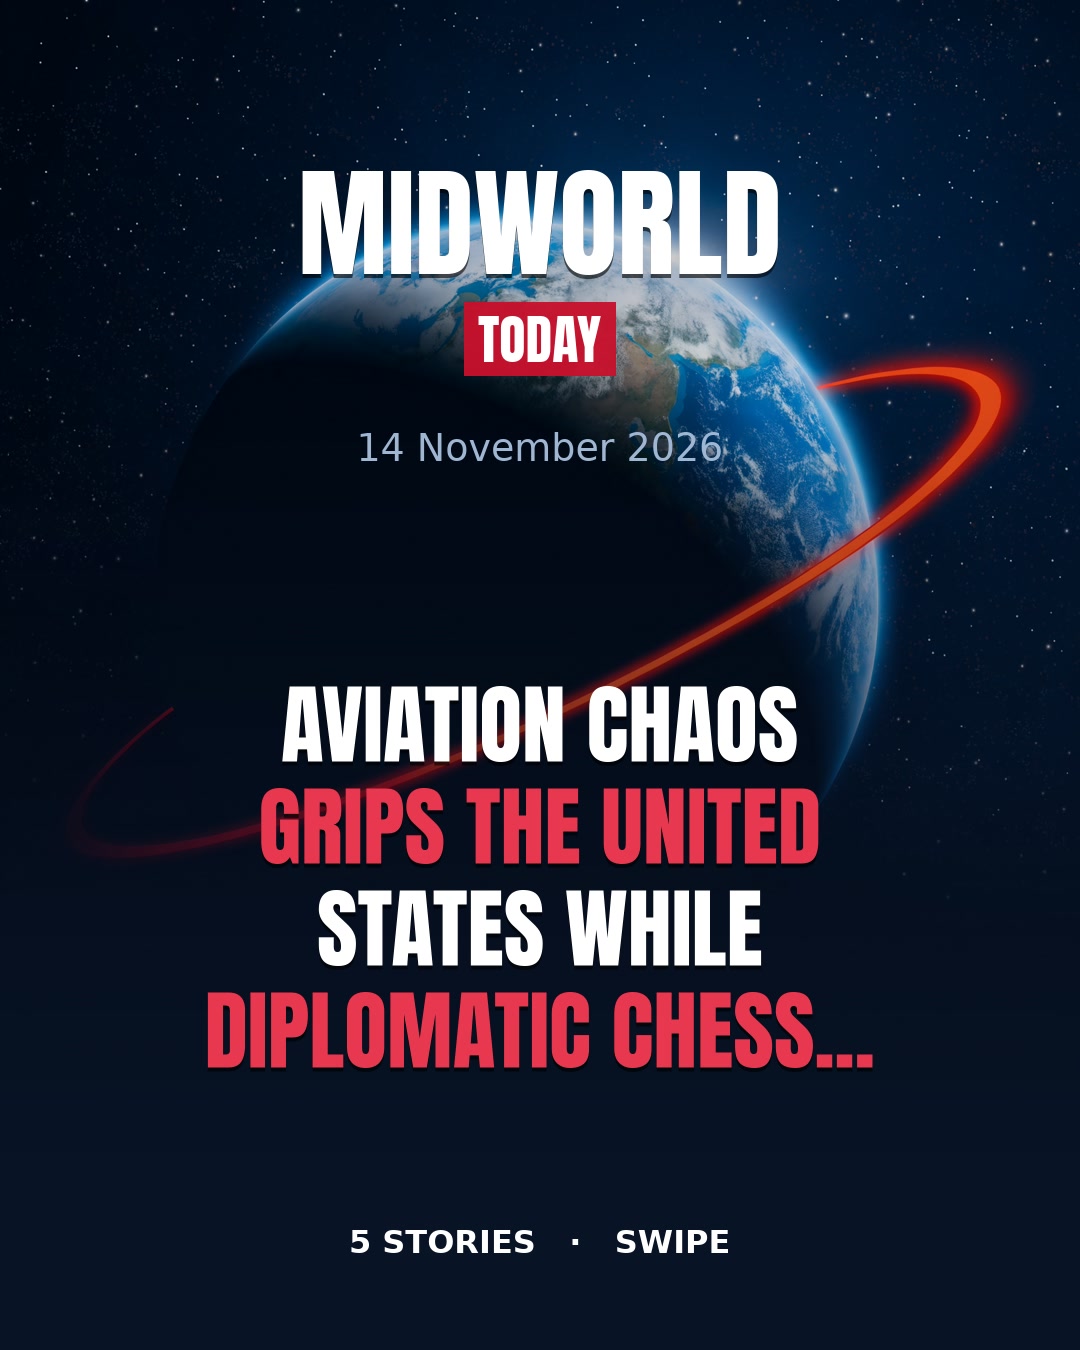 MIDWORLD
TODAY
14 November 2026
AVIATION CHAOS
GRIPS THE UNITED
STATES WHILE
DIPLOMATIC CHESS...
5 STORIES · SWIPE